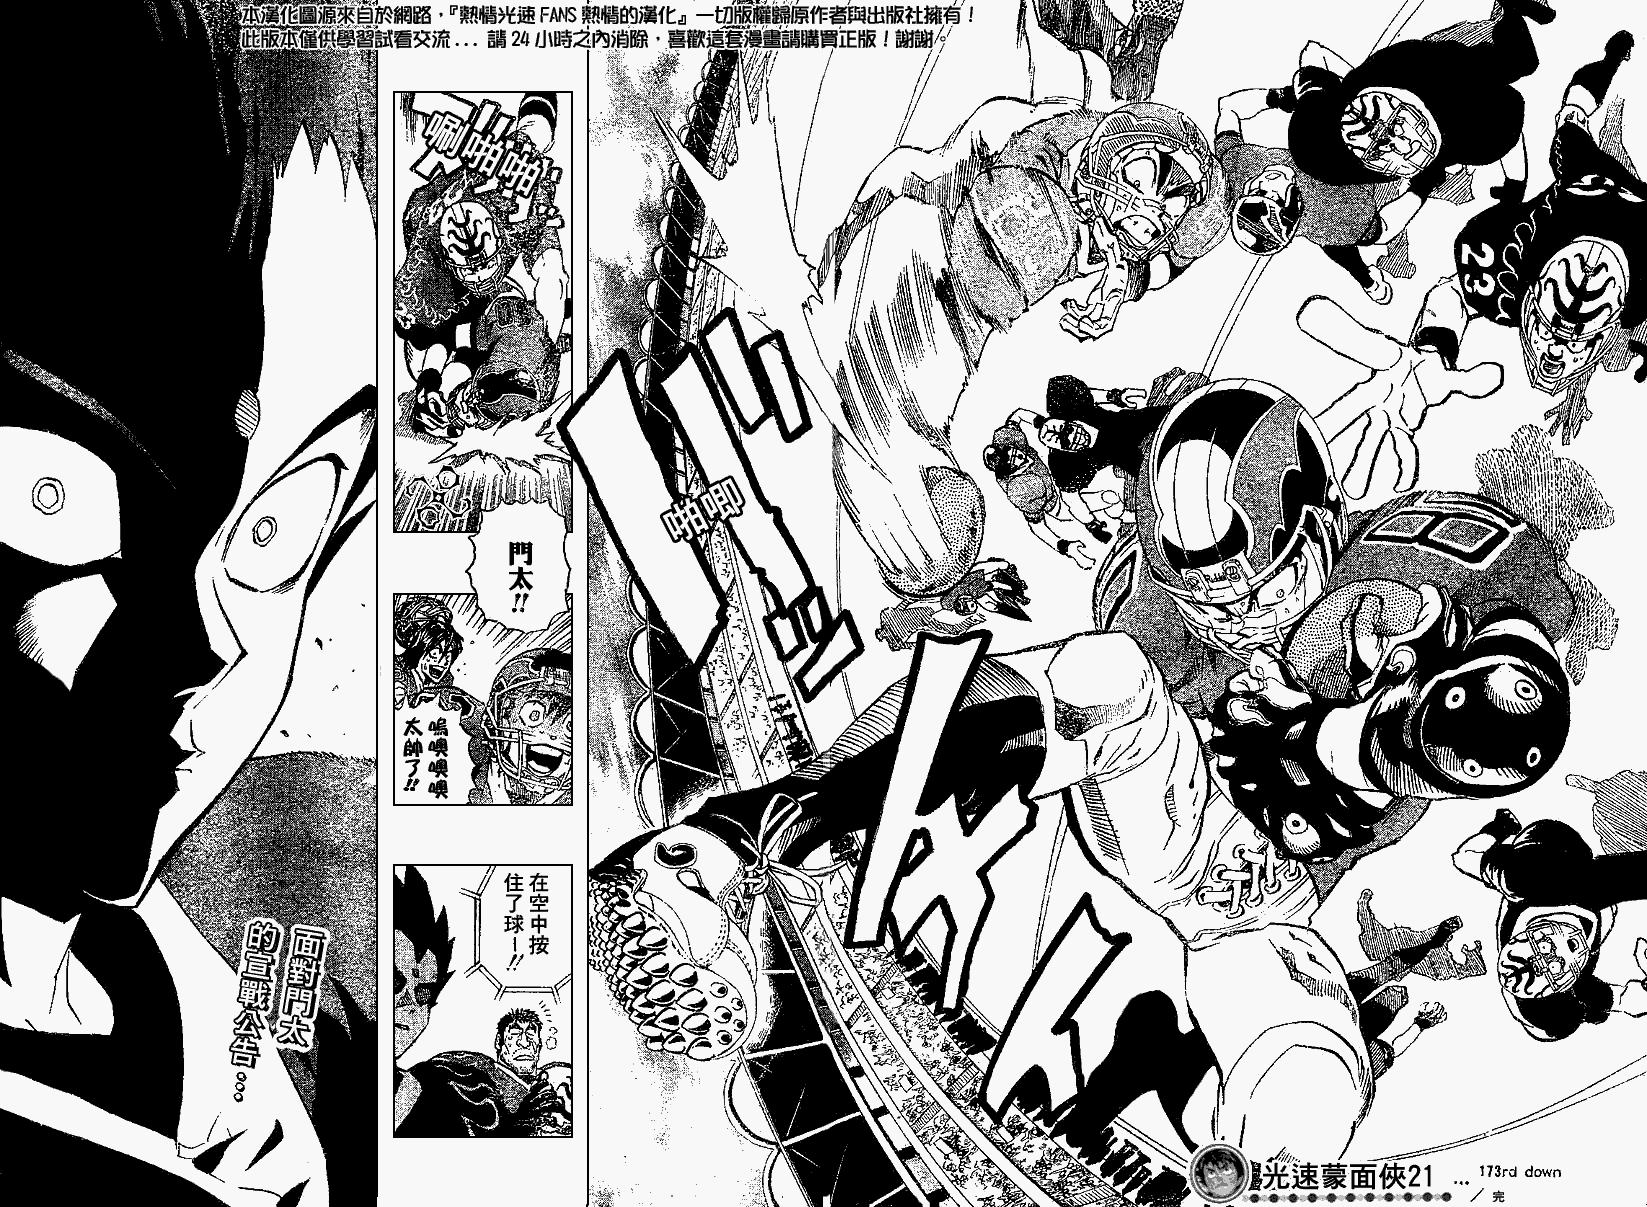 本漢化圖源來自於網路，『熱情光速FANS熱情的漢化』一切版權歸原作者與出版社擁有！
此版本僅供學習試看交流... 請24小時之內消除，喜歡這套漫畫請購買正版！謝謝。
23
8
啪唧
唰啪啪
門太!!
嗚噢噢噢
太帥了!!
在空中按
住了球ー!!
面對門太
的宣戰公告…
光速蒙面俠21 ... 173rd down
／完